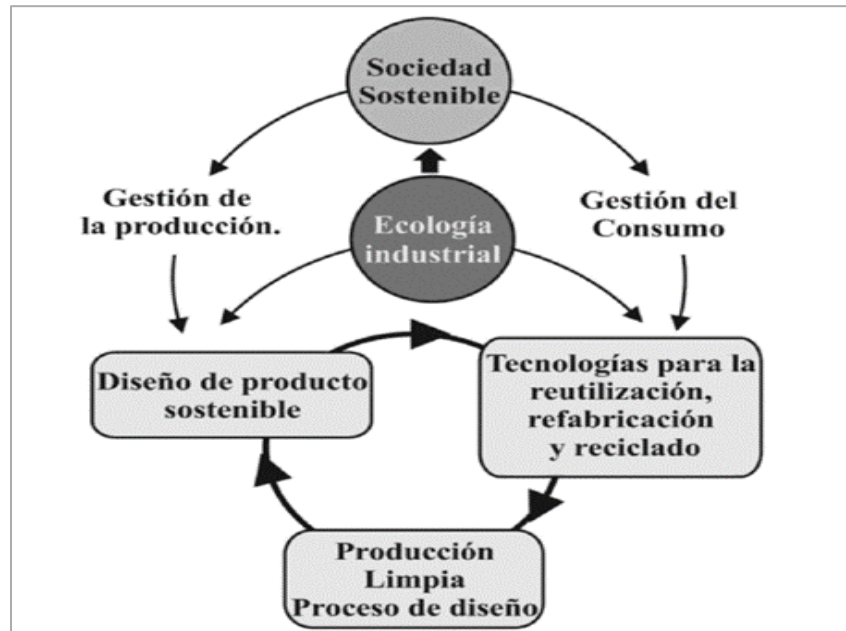 Sociedad
Sostenible
Gestión de
la producción.
Ecología
industrial
Gestión del
Consumo
Diseño de producto
sostenible
Tecnologías para la
reutilización,
refabricación
y reciclado
Producción
Limpia
Proceso de diseño